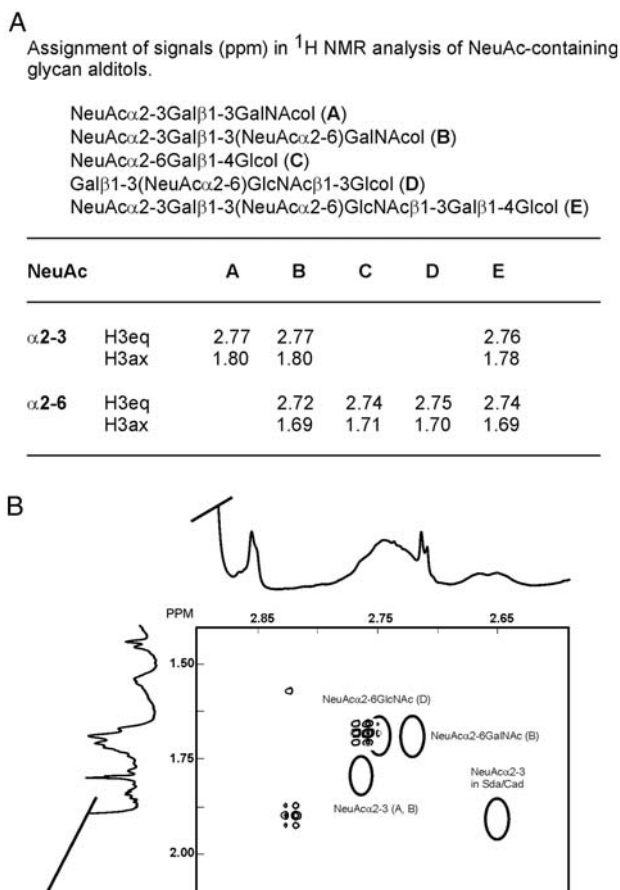 A
Assignment of signals (ppm) in ¹H NMR analysis of NeuAc-containing
glycan alditols.
NeuAcα2-3Galβ1-3GalNAcol (A)
NeuAcα2-3Galβ1-3(NeuAcα2-6)GalNAcol (B)
NeuAcα2-6Galβ1-4Glcol (C)
Galβ1-3(NeuAcα2-6)GlcNAcβ1-3Glcol (D)
NeuAcα2-3Galβ1-3(NeuAcα2-6)GlcNAcβ1-3Galβ1-4Glcol (E)
NeuAc A B C D E
α2-3 H3eq 2.77 2.77 2.76
H3ax 1.80 1.80 1.78
α2-6 H3eq 2.72 2.74 2.75 2.74
H3ax 1.69 1.71 1.70 1.69
B
PPM 2.85 2.75 2.65
1.50
NeuAcα2-6GlcNAc (D)
NeuAcα2-6GalNAc (B)
1.75
NeuAcα2-3
in Sda/Cad
NeuAcα2-3 (A, B)
2.00